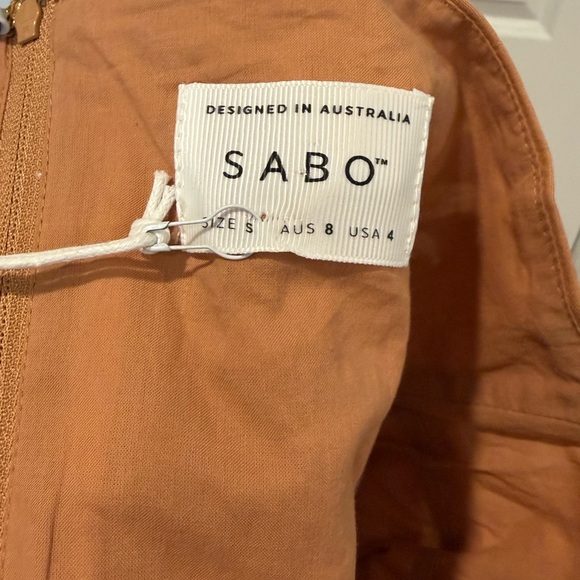 DESIGNED IN AUSTRALIA
SABO™
SIZE S AUS 8 USA 4